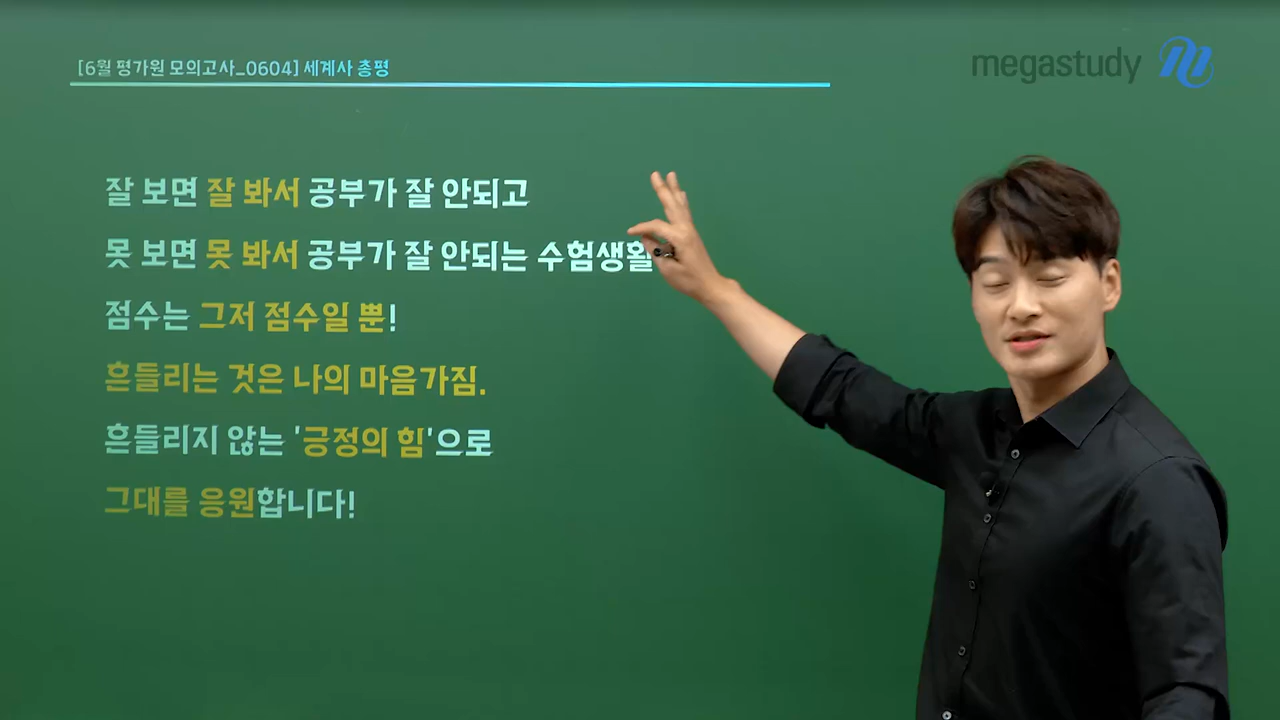 [6월 평가원 모의고사_0604] 세계사 총평
megastudy
잘 보면 잘 봐서 공부가 잘 안되고
못 보면 못 봐서 공부가 잘 안되는 수험생활
점수는 그저 점수일 뿐!
흔들리는 것은 나의 마음가짐.
흔들리지 않는 '긍정의 힘'으로
그대를 응원합니다!